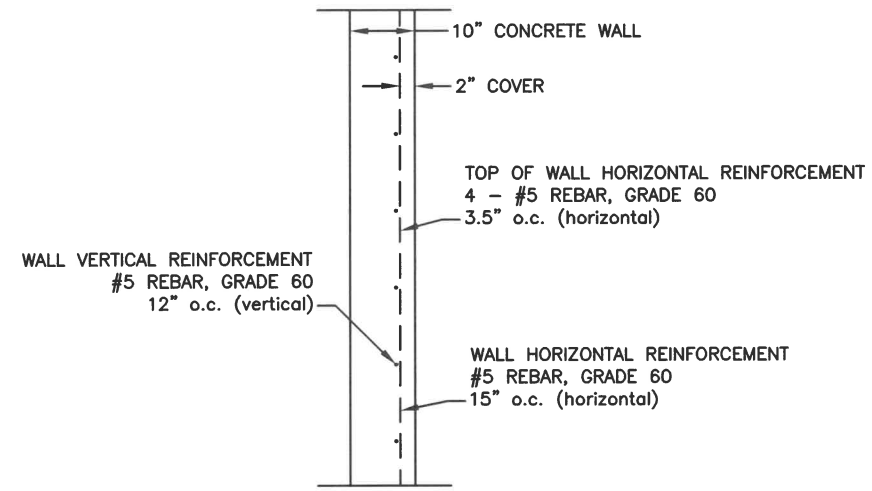 10" CONCRETE WALL
2" COVER
TOP OF WALL HORIZONTAL REINFORCEMENT
4 - #5 REBAR, GRADE 60
3.5" o.c. (horizontal)
WALL VERTICAL REINFORCEMENT
#5 REBAR, GRADE 60
12" o.c. (vertical)
WALL HORIZONTAL REINFORCEMENT
#5 REBAR, GRADE 60
15" o.c. (horizontal)